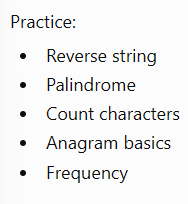 Practice:
• Reverse string
• Palindrome
• Count characters
• Anagram basics
• Frequency